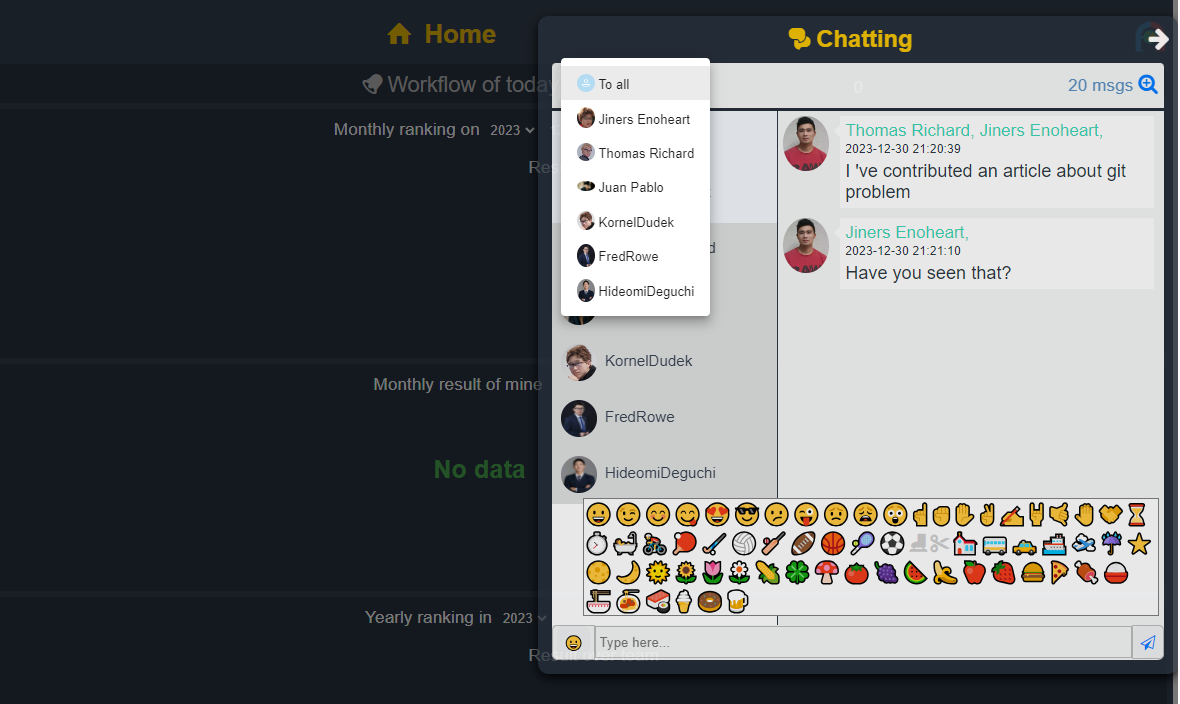 Home
Chatting
Workflow of today
20 msgs
0
Monthly ranking on 2023
To all
Jiners Enoheart
Thomas Richard
Juan Pablo
KornelDudek
FredRowe
HideomiDeguchi
Thomas Richard, Jiners Enoheart,
2023-12-30 21:20:39
I 've contributed an article about git
problem
Jiners Enoheart,
2023-12-30 21:21:10
Have you seen that?
KornelDudek
Monthly result of mine
FredRowe
No data
HideomiDeguchi
Yearly ranking in 2023
Type here...